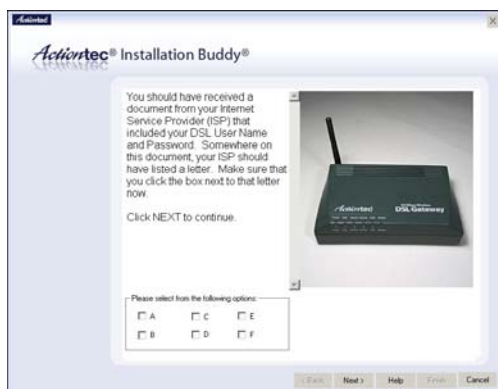 Actiontec
X
Actiontec® Installation Buddy®
You should have received a
document from your Internet
Service Provider (ISP) that
included your DSL User Name
and Password. Somewhere on
this document, your ISP should
have listed a letter. Make sure that
you click the box next to that letter
now.
Click NEXT to continue.
Actiontec
DSL Gateway
Please select from the following options:
A
C
E
B
D
F
< Back
Next >
Help
Finish
Cancel